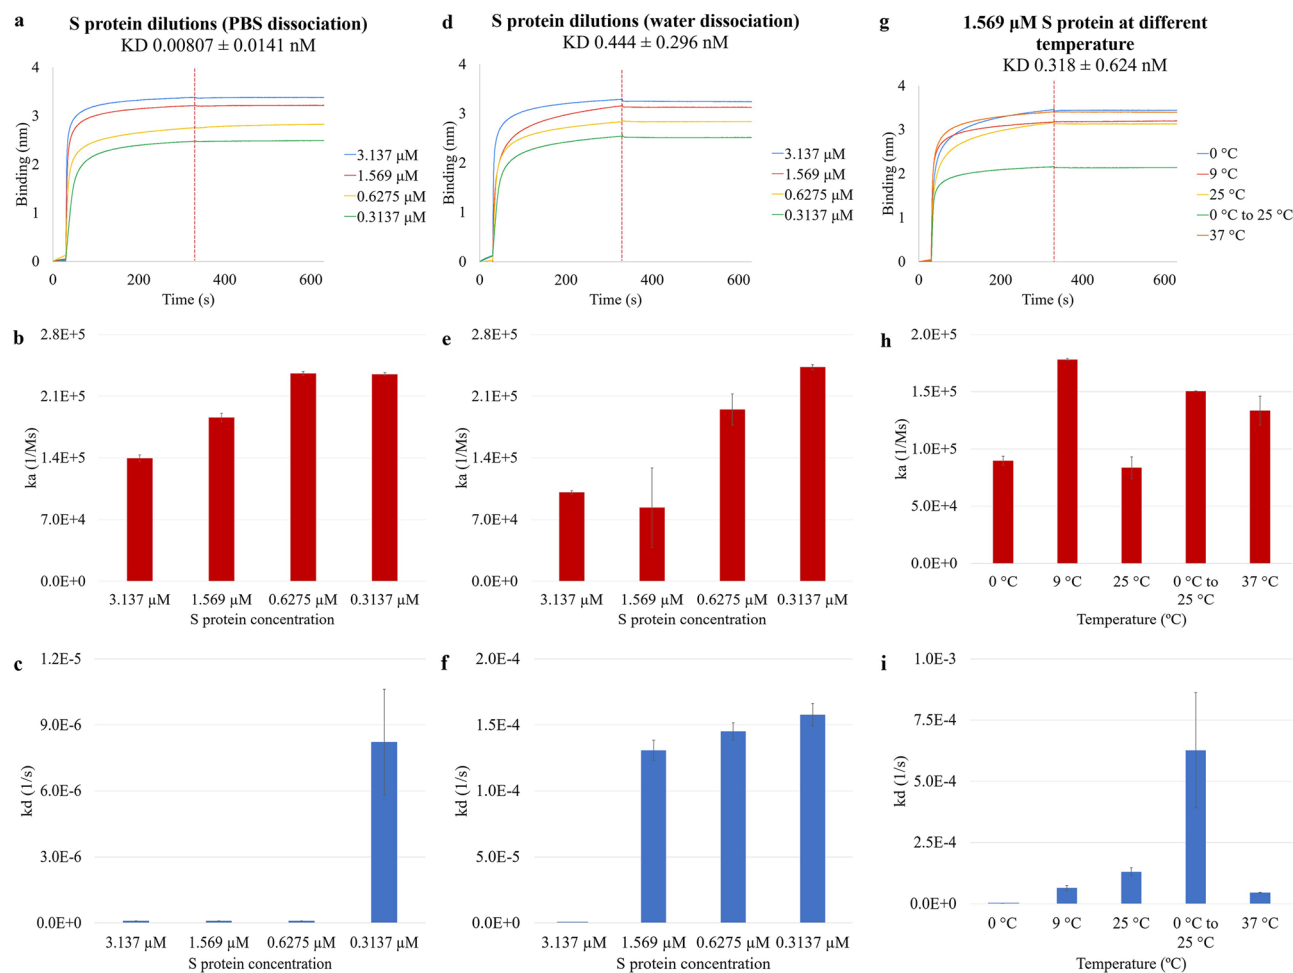 a
S protein dilutions (PBS dissociation)
KD 0.00807 ± 0.0141 nM
4
3
2
1
0
Binding (nm)
0
200
400
600
Time (s)
3.137 μM
1.569 μM
0.6275 μM
0.3137 μM
d
S protein dilutions (water dissociation)
KD 0.444 ± 0.296 nM
4
3
2
1
0
Binding (nm)
0
200
400
600
Time (s)
3.137 μM
1.569 μM
0.6275 μM
0.3137 μM
g
1.569 μM S protein at different
temperature
KD 0.318 ± 0.624 nM
4
3
2
1
0
Binding (nm)
0
200
400
600
Time (s)
0 °C
9 °C
25 °C
0 °C to 25 °C
37 °C
b
2.8E+5
2.1E+5
1.4E+5
7.0E+4
0.0E+0
ka (1/Ms)
3.137 μM
1.569 μM
0.6275 μM
0.3137 μM
S protein concentration
e
2.8E+5
2.1E+5
1.4E+5
7.0E+4
0.0E+0
ka (1/Ms)
3.137 μM
1.569 μM
0.6275 μM
0.3137 μM
S protein concentration
h
2.0E+5
1.5E+5
1.0E+5
5.0E+4
0.0E+0
ka (1/Ms)
0 °C
9 °C
25 °C
0 °C to
25 °C
37 °C
Temperature (ºC)
c
1.2E-5
9.0E-6
6.0E-6
3.0E-6
0.0E+0
kd (1/s)
3.137 μM
1.569 μM
0.6275 μM
0.3137 μM
S protein concentration
f
2.0E-4
1.5E-4
1.0E-4
5.0E-5
0.0E+0
kd (1/s)
3.137 μM
1.569 μM
0.6275 μM
0.3137 μM
S protein concentration
i
1.0E-3
7.5E-4
5.0E-4
2.5E-4
0.0E+0
kd (1/s)
0 °C
9 °C
25 °C
0 °C to
25 °C
37 °C
Temperature (ºC)